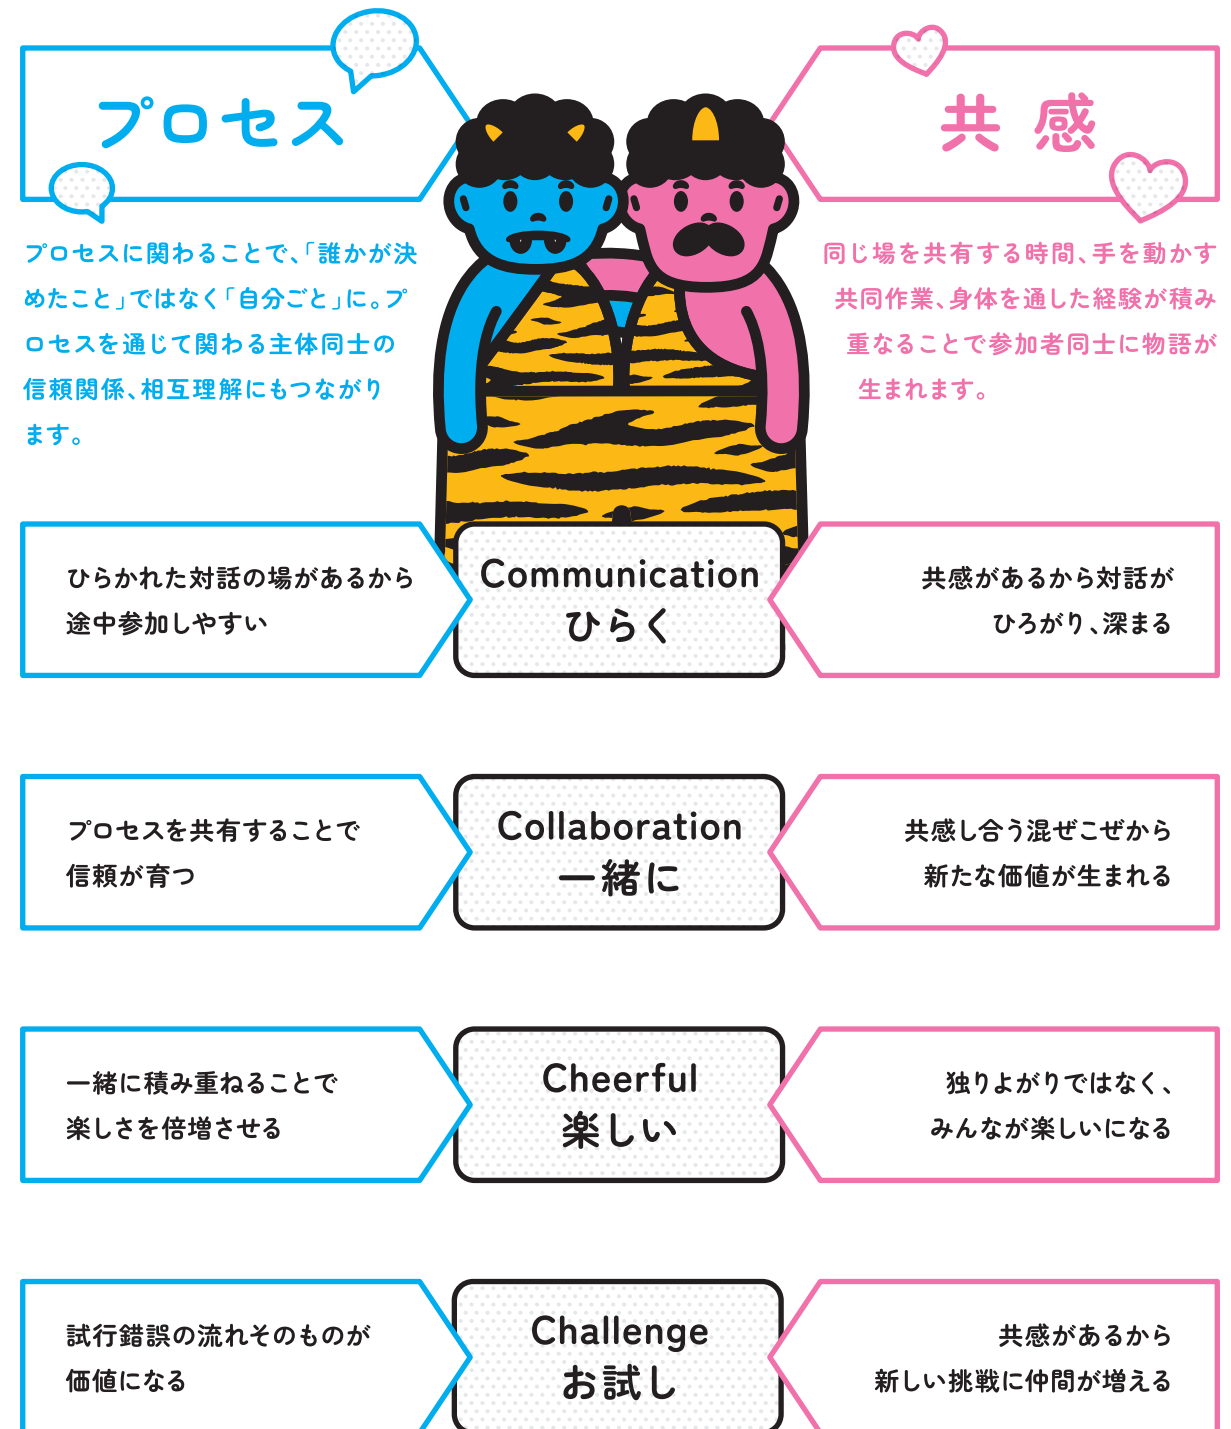 プロセス
共感
プロセスに関わることで、「誰かが決
めたこと」ではなく「自分ごと」に。プ
ロセスを通じて関わる主体同士の
信頼関係、相互理解にもつながり
ます。
同じ場を共有する時間、手を動かす
共同作業、身体を通した経験が積み
重なることで参加者同士に物語が
生まれます。
ひらかれた対話の場があるから
途中参加しやすい
Communication
ひらく
共感があるから対話が
ひろがり、深まる
プロセスを共有することで
信頼が育つ
Collaboration
一緒に
共感し合う混ぜこぜから
新たな価値が生まれる
一緒に積み重ねることで
楽しさを倍増させる
Cheerful
楽しい
独りよがりではなく、
みんなが楽しいになる
試行錯誤の流れそのものが
価値になる
Challenge
お試し
共感があるから
新しい挑戦に仲間が増える